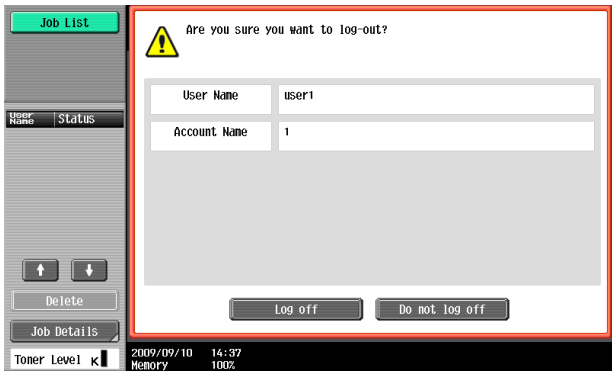 Job List
User Name Status
Delete
Job Details
Toner Level K
Are you sure you want to log-out?
User Name user1
Account Name 1
Log off Do not log off
2009/09/10 14:37
Memory 100%